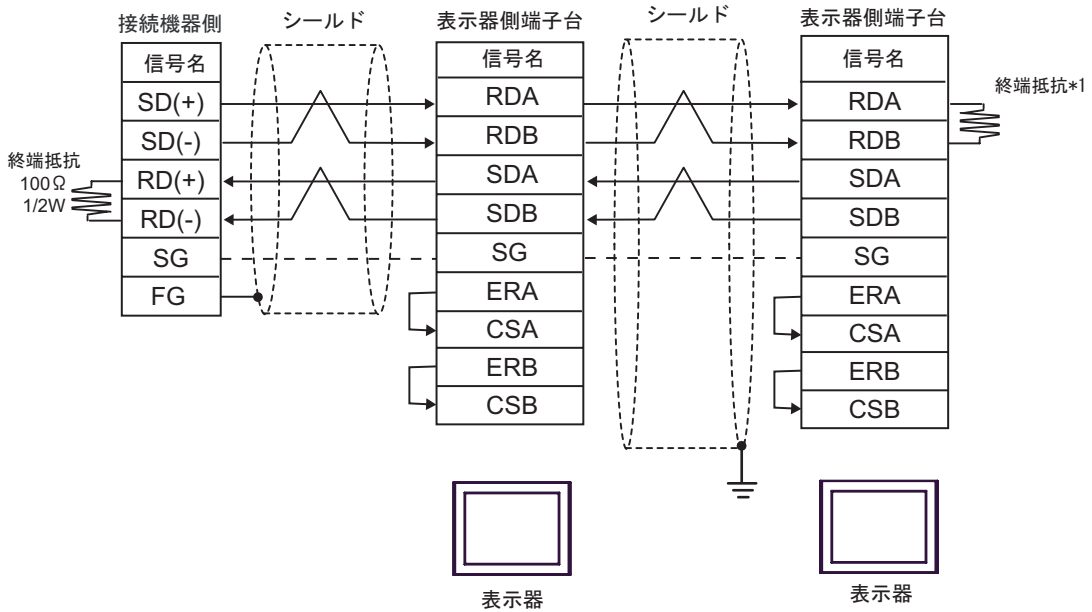 接続機器側
信号名
SD(+)
SD(-)
RD(+)
RD(-)
SG
FG
終端抵抗
100Ω
1/2W
シールド
表示器側端子台
信号名
RDA
RDB
SDA
SDB
SG
ERA
CSA
ERB
CSB
シールド
表示器側端子台
信号名
RDA
RDB
SDA
SDB
SG
ERA
CSA
ERB
CSB
終端抵抗*1
表示器
表示器